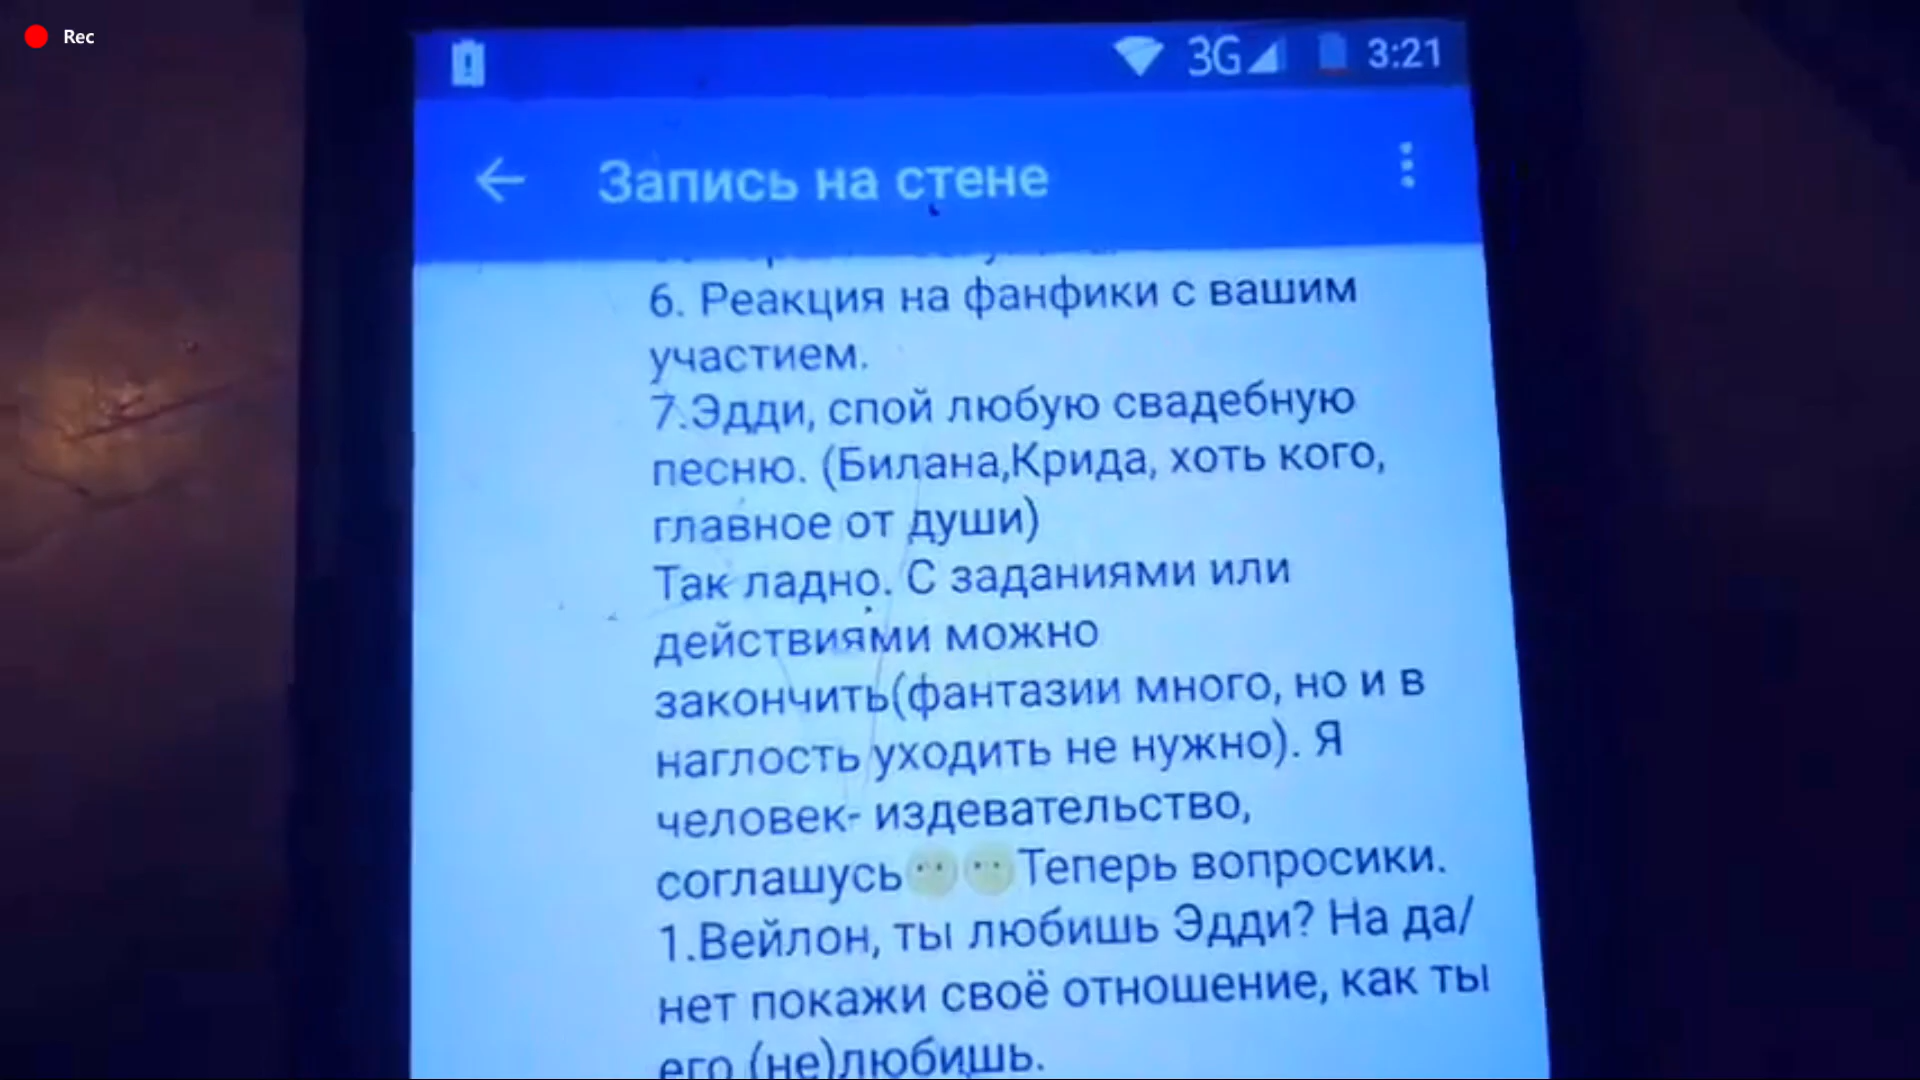 Rec
3G 3:21
Запись на стене
6. Реакция на фанфики с вашим
участием.
7.Эдди, спой любую свадебную
песню. (Билана,Крида, хоть кого,
главное от души)
Так ладно. С заданиями или
действиями можно
закончить(фантазии много, но и в
наглость уходить не нужно). Я
человек- издевательство,
соглашусь😶😶Теперь вопросики.
1.Вейлон, ты любишь Эдди? На да/
нет покажи своё отношение, как ты
его (не)любишь.